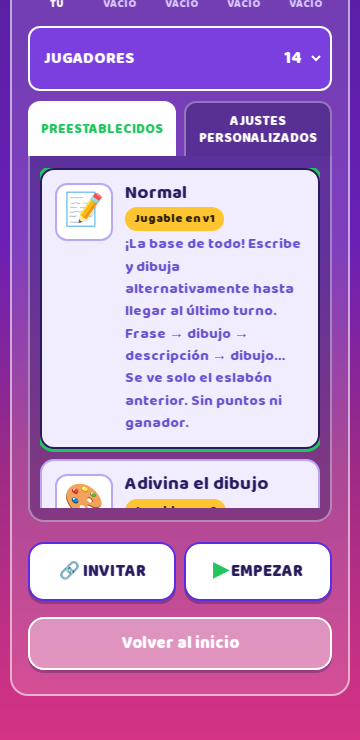 TÚ VACÍO VACÍO VACÍO VACÍO
JUGADORES 14
PREESTABLECIDOS
AJUSTES
PERSONALIZADOS
Normal
Jugable en v1
¡La base de todo! Escribe
y dibuja
alternativamente hasta
llegar al último turno.
Frase → dibujo →
descripción → dibujo...
Se ve solo el eslabón
anterior. Sin puntos ni
ganador.
Adivina el dibujo
INVITAR
EMPEZAR
Volver al inicio